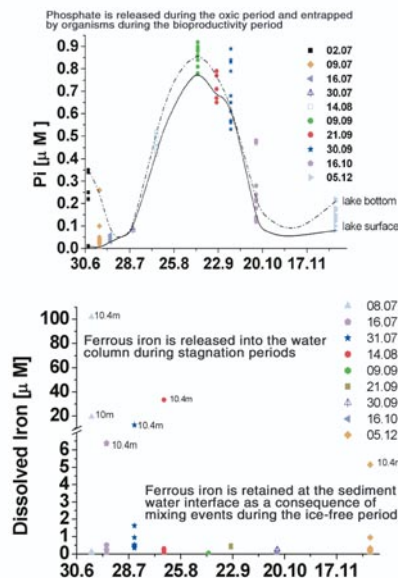 Phosphate is released during the oxic period and entrapped
by organisms during the bioproductivity period
0.9
0.8
0.7
0.6
0.5
0.4
0.3
0.2
0.1
0.0
Pi [μ M]
02.07
09.07
16.07
30.07
14.08
09.09
21.09
30.09
16.10
05.12
lake bottom
lake surface
30.6 28.7 25.8 22.9 20.10 17.11
100
80
60
40
20
6
5
4
3
2
1
0
Dissolved Iron [μ M]
10.4m
Ferrous iron is released into the water
column during stagnation periods
10.4m
10m
10.4m
10.4m
08.07
16.07
31.07
14.08
09.09
21.09
30.09
16.10
05.12
10.4m
Ferrous iron is retained at the sediment
water interface as a consequence of
mixing events during the ice-free period
30.6 28.7 25.8 22.9 20.10 17.11